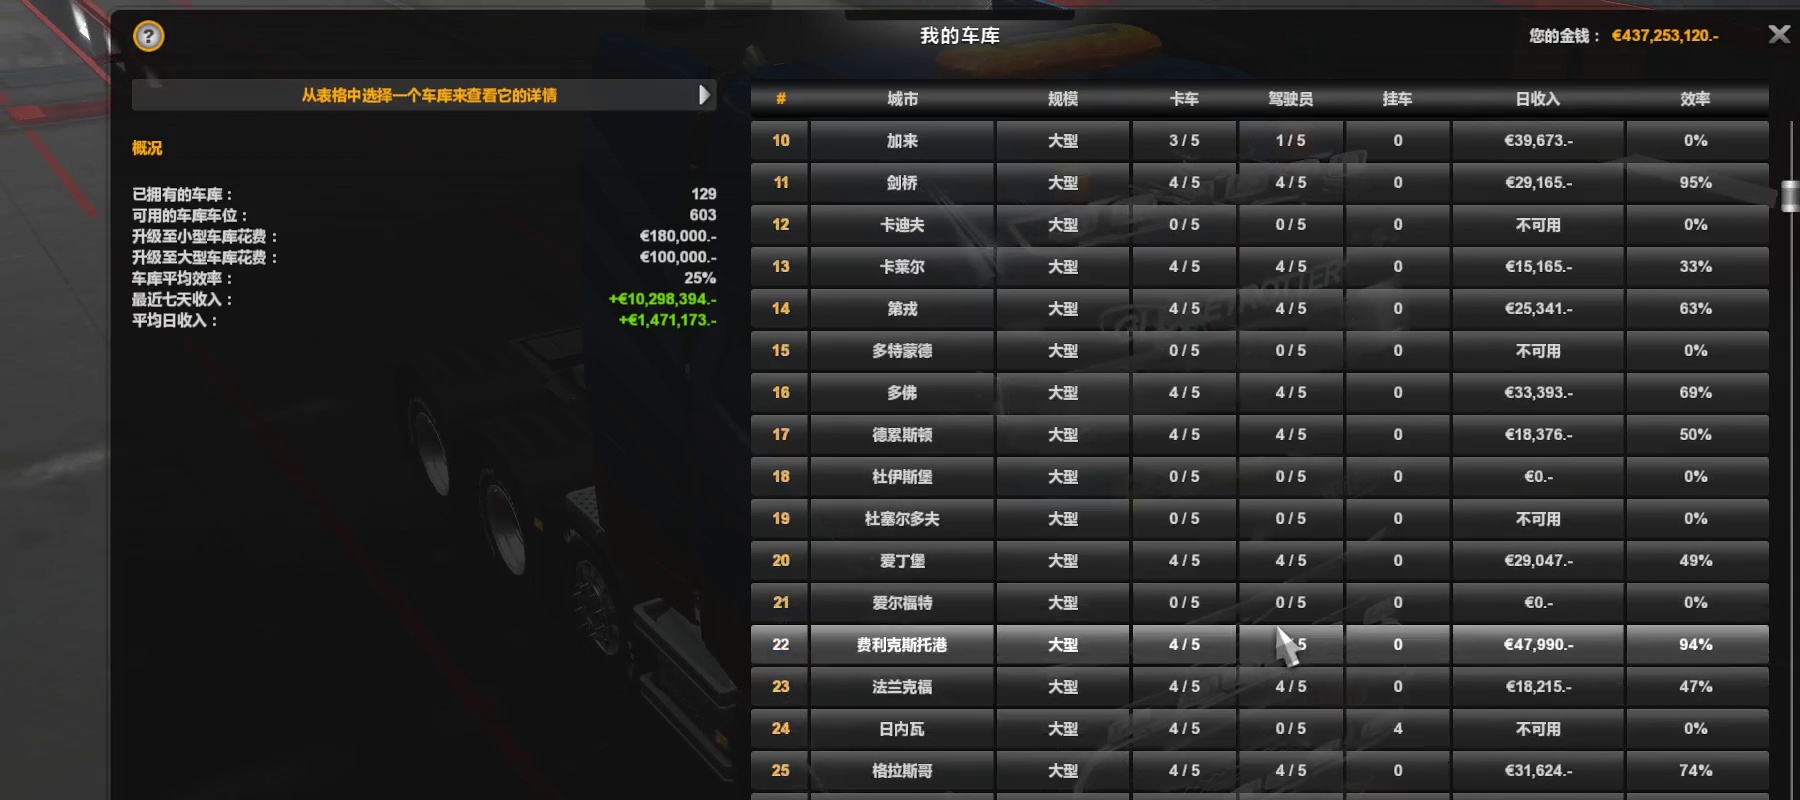 我的车库
您的金钱： €437,253,120.-
从表格中选择一个车库来查看它的详情
概况
已拥有的车库： 129
可用的车库车位： 603
升级至小型车库花费： €180,000.-
升级至大型车库花费： €100,000.-
车库平均效率： 25%
最近七天收入： +€10,298,394.-
平均日收入： +€1,471,173.-
# 城市 规模 卡车 驾驶员 挂车 日收入 效率
10 加来 大型 3 / 5 1 / 5 0 €39,673.- 0%
11 剑桥 大型 4 / 5 4 / 5 0 €29,165.- 95%
12 卡迪夫 大型 0 / 5 0 / 5 0 不可用 0%
13 卡莱尔 大型 4 / 5 4 / 5 0 €15,165.- 33%
14 第戎 大型 4 / 5 4 / 5 0 €25,341.- 63%
15 多特蒙德 大型 0 / 5 0 / 5 0 不可用 0%
16 多佛 大型 4 / 5 4 / 5 0 €33,393.- 69%
17 德累斯顿 大型 4 / 5 4 / 5 0 €18,376.- 50%
18 杜伊斯堡 大型 0 / 5 0 / 5 0 €0.- 0%
19 杜塞尔多夫 大型 0 / 5 0 / 5 0 不可用 0%
20 爱丁堡 大型 4 / 5 4 / 5 0 €29,047.- 49%
21 爱尔福特 大型 0 / 5 0 / 5 0 €0.- 0%
22 费利克斯托港 大型 4 / 5 5 0 €47,990.- 94%
23 法兰克福 大型 4 / 5 4 / 5 0 €18,215.- 47%
24 日内瓦 大型 4 / 5 0 / 5 4 不可用 0%
25 格拉斯哥 大型 4 / 5 4 / 5 0 €31,624.- 74%